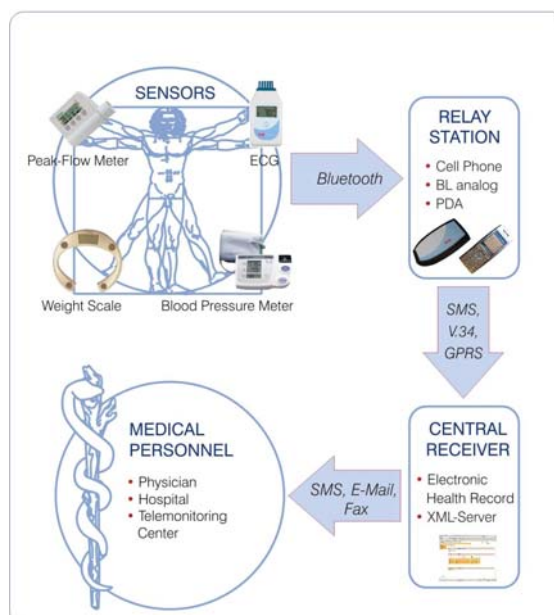 SENSORS
Peak-Flow Meter
ECG
Weight Scale
Blood Pressure Meter
Bluetooth
RELAY
STATION
• Cell Phone
• BL analog
• PDA
SMS,
V.34,
GPRS
CENTRAL
RECEIVER
• Electronic
Health Record
• XML-Server
SMS, E-Mail,
Fax
MEDICAL
PERSONNEL
• Physician
• Hospital
• Telemonitoring
Center